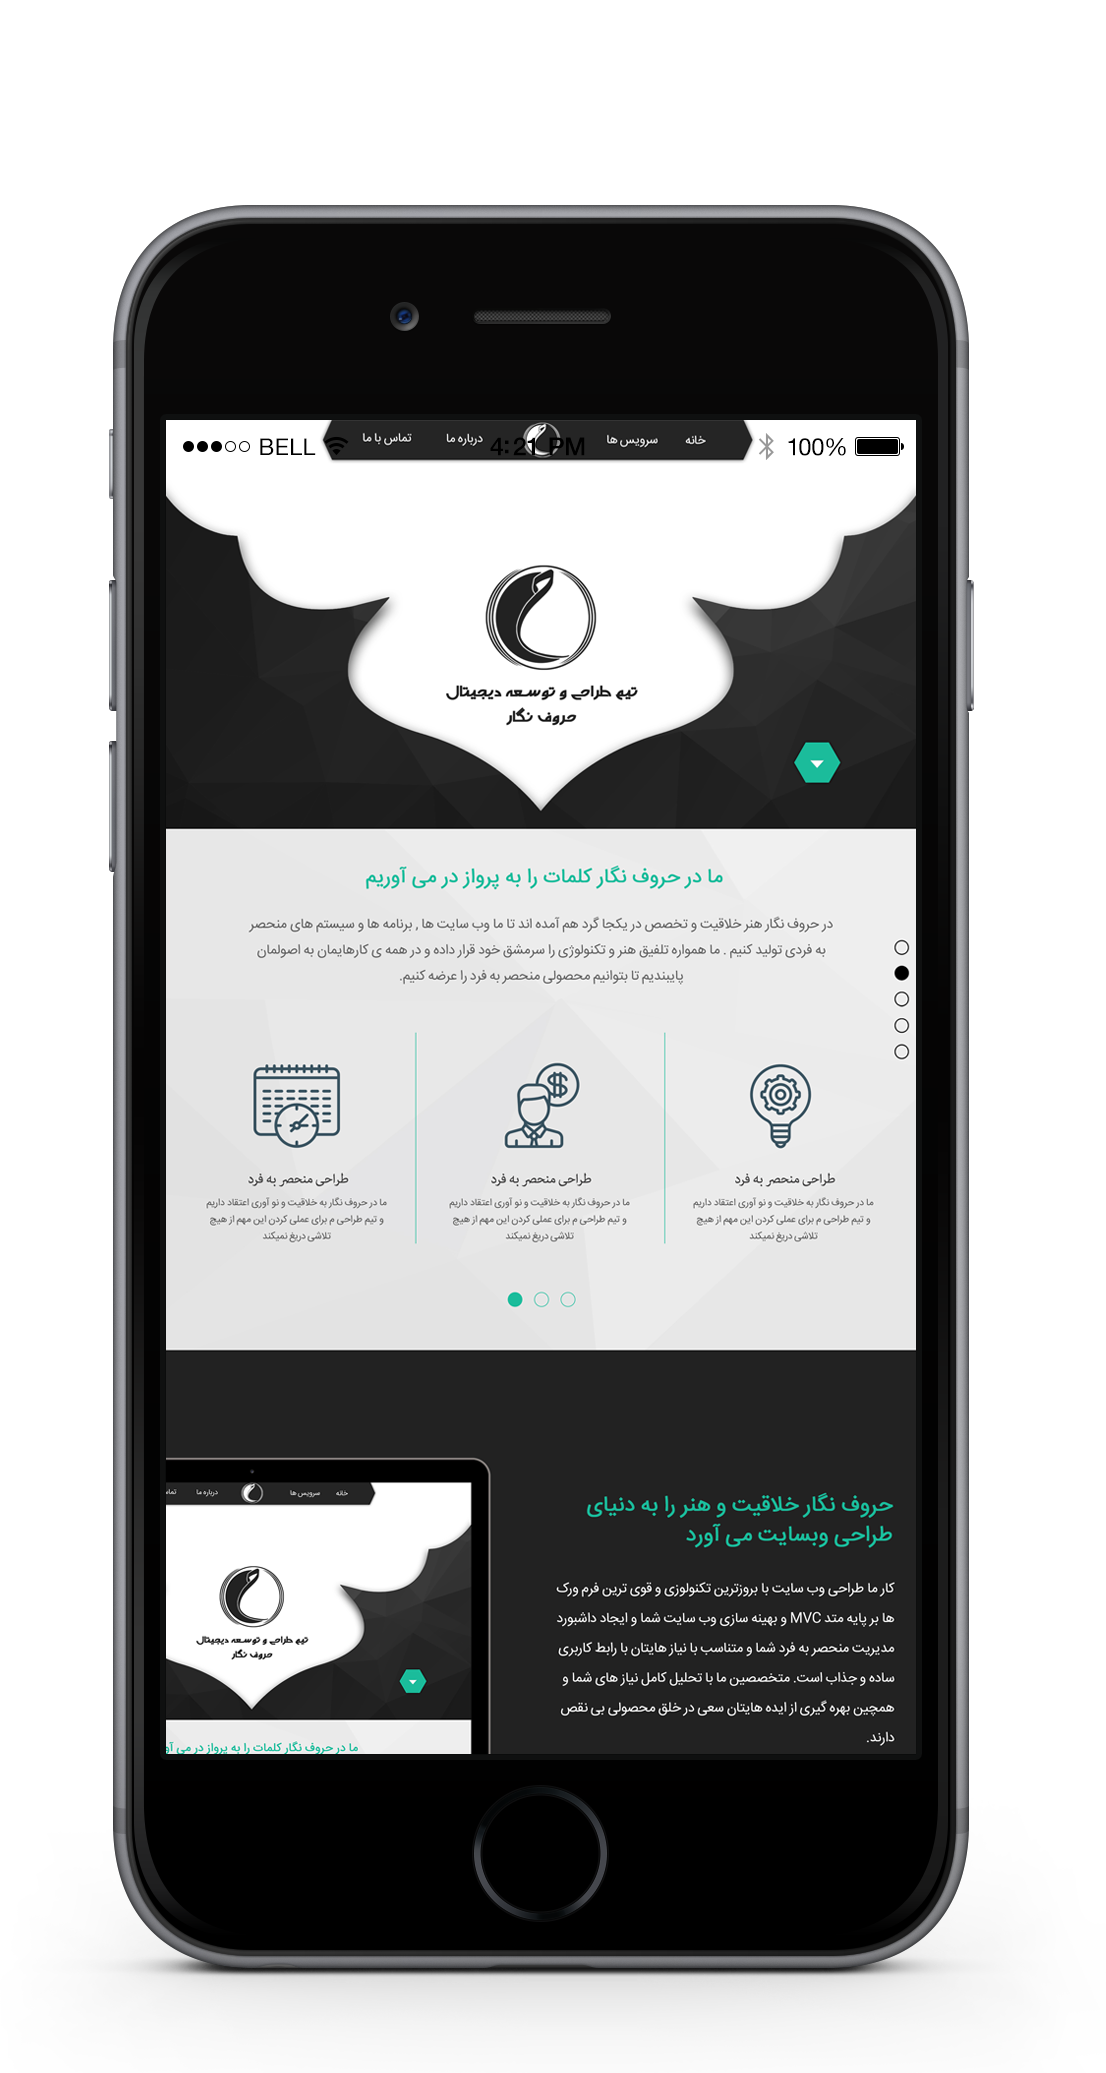 BELL 4:21 PM 100%
خانه سرویس ها درباره ما تماس با ما
تیم طراحی و توسعه دیجیتال
حروف نگار
ما در حروف نگار کلمات را به پرواز در می آوریم
در حروف نگار هنر خلاقیت و تخصص در یکجا گرد هم آمده اند تا ما وب سایت ها , برنامه ها و سیستم های منحصر
به فردی تولید کنیم . ما همواره تلفیق هنر و تکنولوژی را سرمشق خود قرار داده و در همه ی کارهایمان به اصولمان
پایبندیم تا بتوانیم محصولی منحصر به فرد را عرضه کنیم.
طراحی منحصر به فرد
ما در حروف نگار به خلاقیت و نو آوری اعتقاد داریم
و تیم طراحی م برای عملی کردن این مهم از هیچ
تلاشی دریغ نمیکند
طراحی منحصر به فرد
ما در حروف نگار به خلاقیت و نو آوری اعتقاد داریم
و تیم طراحی م برای عملی کردن این مهم از هیچ
تلاشی دریغ نمیکند
طراحی منحصر به فرد
ما در حروف نگار به خلاقیت و نو آوری اعتقاد داریم
و تیم طراحی م برای عملی کردن این مهم از هیچ
تلاشی دریغ نمیکند
حروف نگار خلاقیت و هنر را به دنیای
طراحی وبسایت می آورد
کار ما طراحی وب سایت با بروزترین تکنولوزی و قوی ترین فرم ورک
ها بر پایه متد MVC و بهینه سازی وب سایت شما و ایجاد داشبورد
مدیریت منحصر به فرد شما و متناسب با نیاز هایتان با رابط کاربری
ساده و جذاب است. متخصصین ما با تحلیل کامل نیاز های شما و
همچین بهره گیری از ایده هایتان سعی در خلق محصولی بی نقص
دارند.
خانه سرویس ها درباره ما
تیم طراحی و توسعه دیجیتال
حروف نگار
ما در حروف نگار کلمات را به پرواز در می